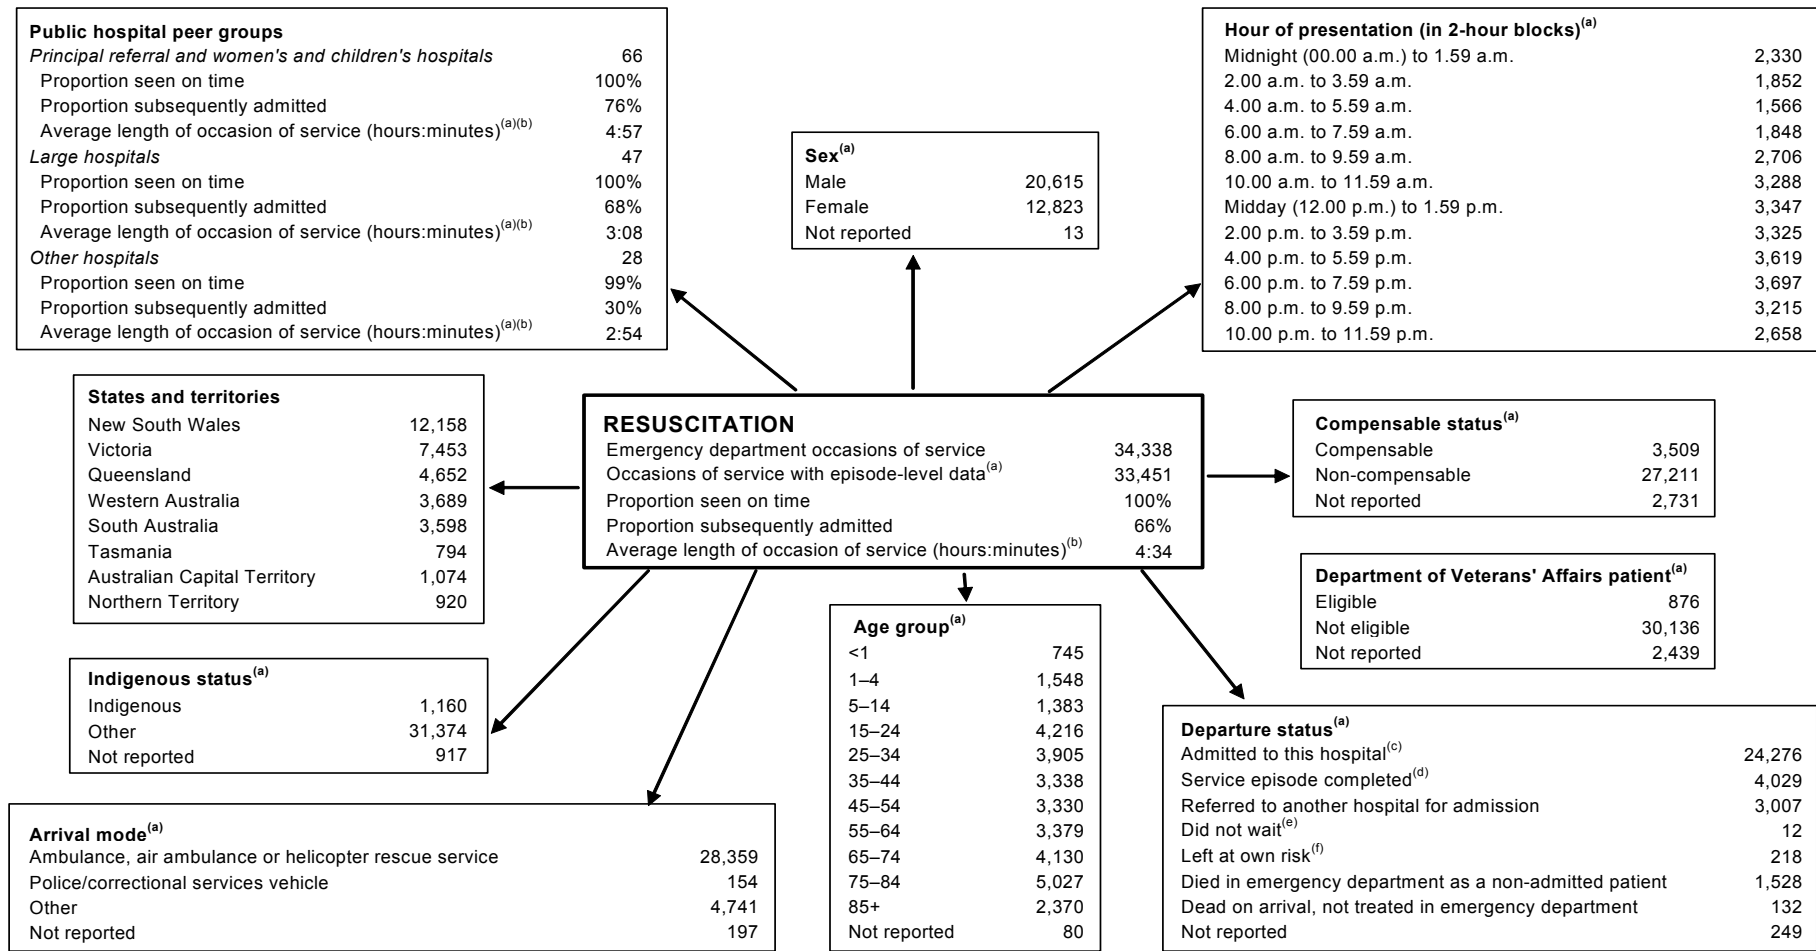 Public hospital peer groups
Principal referral and women's and children's hospitals 66
Proportion seen on time 100%
Proportion subsequently admitted 76%
Average length of occasion of service (hours:minutes)(a)(b) 4:57
Large hospitals 47
Proportion seen on time 100%
Proportion subsequently admitted 68%
Average length of occasion of service (hours:minutes)(a)(b) 3:08
Other hospitals 28
Proportion seen on time 99%
Proportion subsequently admitted 30%
Average length of occasion of service (hours:minutes)(a)(b) 2:54
Sex(a)
Male 20,615
Female 12,823
Not reported 13
Hour of presentation (in 2-hour blocks)(a)
Midnight (00.00 a.m.) to 1.59 a.m. 2,330
2.00 a.m. to 3.59 a.m. 1,852
4.00 a.m. to 5.59 a.m. 1,566
6.00 a.m. to 7.59 a.m. 1,848
8.00 a.m. to 9.59 a.m. 2,706
10.00 a.m. to 11.59 a.m. 3,288
Midday (12.00 p.m.) to 1.59 p.m. 3,347
2.00 p.m. to 3.59 p.m. 3,325
4.00 p.m. to 5.59 p.m. 3,619
6.00 p.m. to 7.59 p.m. 3,697
8.00 p.m. to 9.59 p.m. 3,215
10.00 p.m. to 11.59 p.m. 2,658
States and territories
New South Wales 12,158
Victoria 7,453
Queensland 4,652
Western Australia 3,689
South Australia 3,598
Tasmania 794
Australian Capital Territory 1,074
Northern Territory 920
RESUSCITATION
Emergency department occasions of service 34,338
Occasions of service with episode-level data(a) 33,451
Proportion seen on time 100%
Proportion subsequently admitted 66%
Average length of occasion of service (hours:minutes)(b) 4:34
Compensable status(a)
Compensable 3,509
Non-compensable 27,211
Not reported 2,731
Department of Veterans' Affairs patient(a)
Eligible 876
Not eligible 30,136
Not reported 2,439
Indigenous status(a)
Indigenous 1,160
Other 31,374
Not reported 917
Age group(a)
<1 745
1–4 1,548
5–14 1,383
15–24 4,216
25–34 3,905
35–44 3,338
45–54 3,330
55–64 3,379
65–74 4,130
75–84 5,027
85+ 2,370
Not reported 80
Departure status(a)
Admitted to this hospital(c) 24,276
Service episode completed(d) 4,029
Referred to another hospital for admission 3,007
Did not wait(e) 12
Left at own risk(f) 218
Died in emergency department as a non-admitted patient 1,528
Dead on arrival, not treated in emergency department 132
Not reported 249
Arrival mode(a)
Ambulance, air ambulance or helicopter rescue service 28,359
Police/correctional services vehicle 154
Other 4,741
Not reported 197